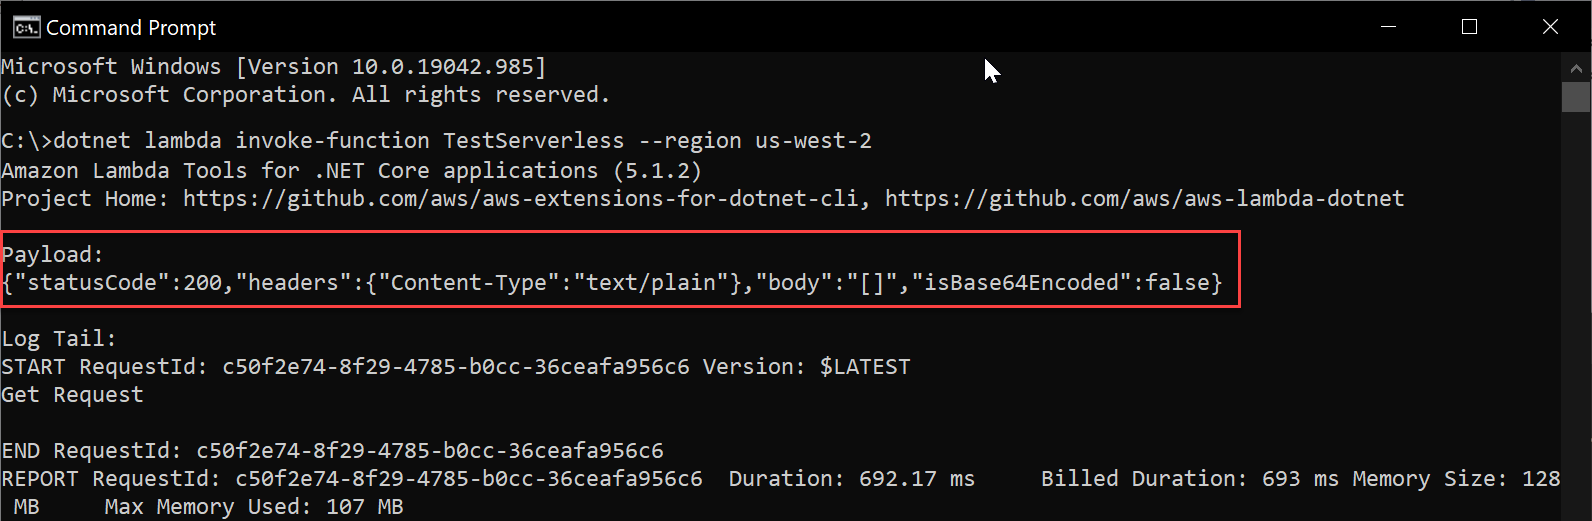 Command Prompt
Microsoft Windows [Version 10.0.19042.985]
(c) Microsoft Corporation. All rights reserved.
C:\>dotnet lambda invoke-function TestServerless --region us-west-2
Amazon Lambda Tools for .NET Core applications (5.1.2)
Project Home: https://github.com/aws/aws-extensions-for-dotnet-cli, https://github.com/aws/aws-lambda-dotnet
Payload:
{"statusCode":200,"headers":{"Content-Type":"text/plain"},"body":"[]","isBase64Encoded":false}
Log Tail:
START RequestId: c50f2e74-8f29-4785-b0cc-36ceafa956c6 Version: $LATEST
Get Request
END RequestId: c50f2e74-8f29-4785-b0cc-36ceafa956c6
REPORT RequestId: c50f2e74-8f29-4785-b0cc-36ceafa956c6  Duration: 692.17 ms     Billed Duration: 693 ms Memory Size: 128
 MB     Max Memory Used: 107 MB